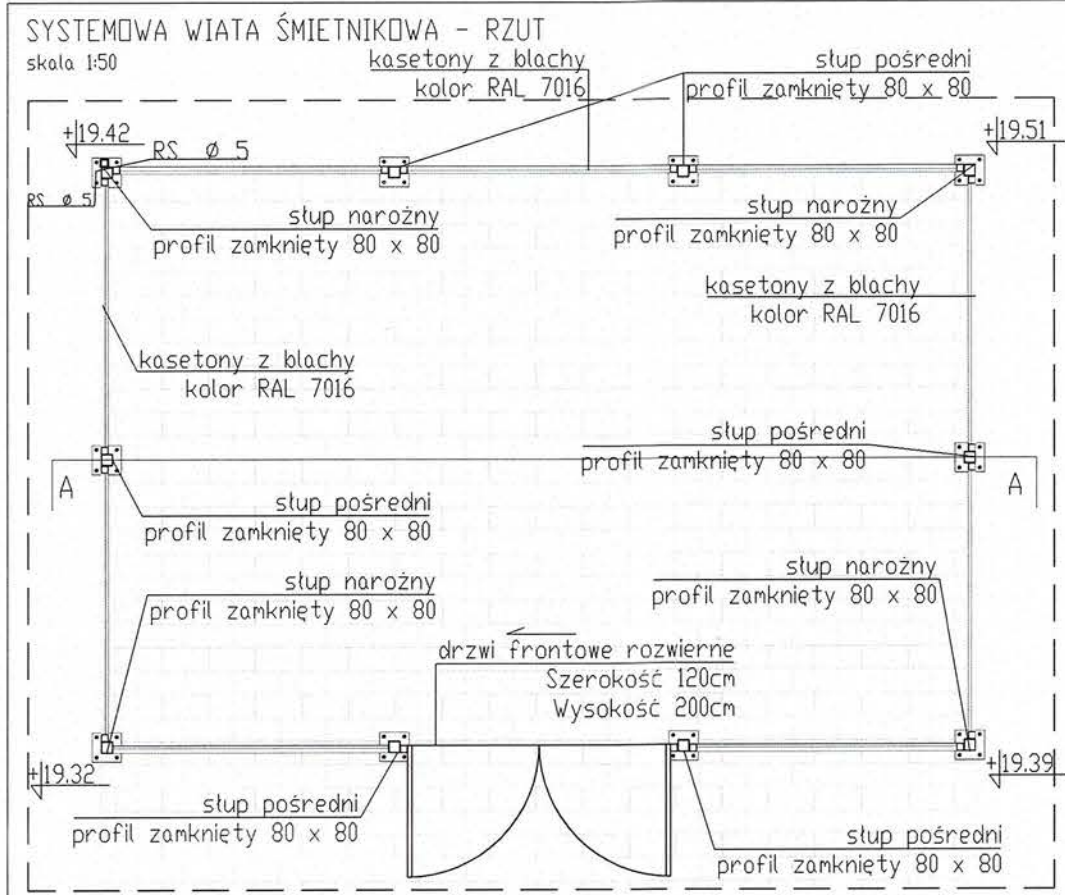 SYSTEMOWA WIATA ŚMIETNIKOWA - RZUT
skala 1:50
kasetony z blachy
kolor RAL 7016
słup pośredni
profil zamknięty 80 x 80
+19.42
RS ø 5
+19.51
RS ø 5
słup narożny
profil zamknięty 80 x 80
słup narożny
profil zamknięty 80 x 80
kasetony z blachy
kolor RAL 7016
kasetony z blachy
kolor RAL 7016
słup pośredni
profil zamknięty 80 x 80
A
A
słup pośredni
profil zamknięty 80 x 80
słup narożny
profil zamknięty 80 x 80
słup narożny
profil zamknięty 80 x 80
drzwi frontowe rozwierne
Szerokość 120cm
Wysokość 200cm
+19.32
+19.39
słup pośredni
profil zamknięty 80 x 80
słup pośredni
profil zamknięty 80 x 80